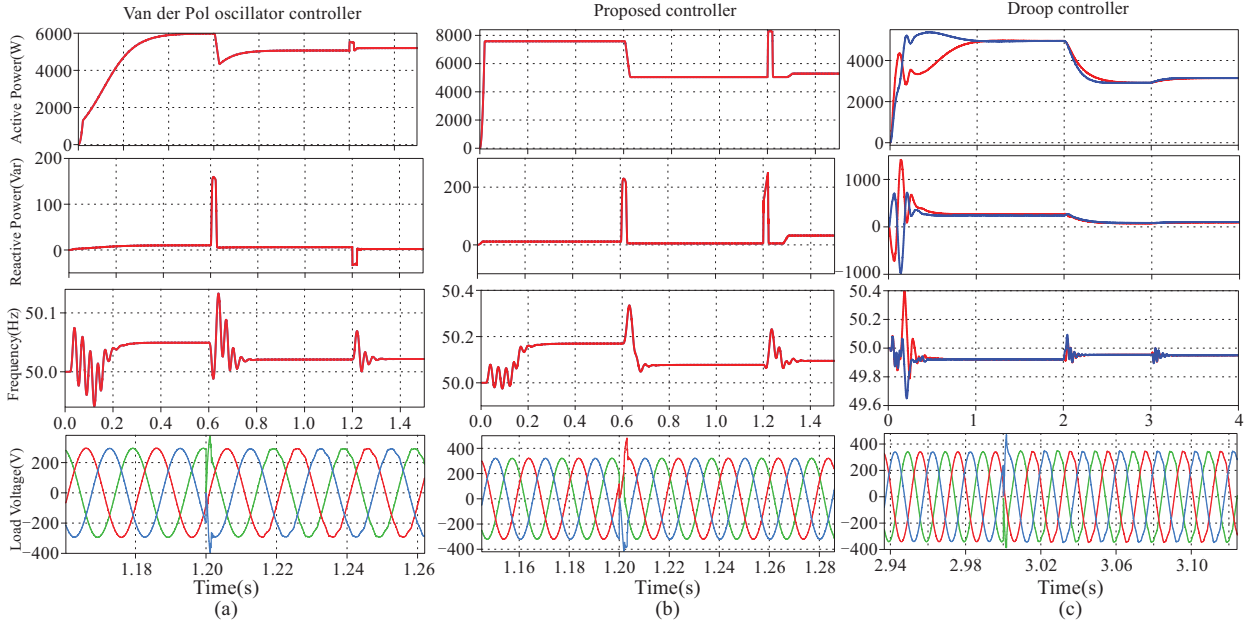 Van der Pol oscillator controller
Active Power(W)
6000
4000
2000
0
Reactive Power(Var)
200
100
0
Frequency(Hz)
50.1
50.0
0.0 0.2 0.4 0.6 0.8 1.0 1.2 1.4
Load Voltage(V)
200
0
−200
−400
1.18 1.20 1.22 1.24 1.26
Time(s)
(a)
Proposed controller
8000
6000
4000
2000
0
200
0
50.4
50.2
50.0
0.0 0.2 0.4 0.6 0.8 1.0 1.2 1.4
400
200
0
−200
−400
1.16 1.18 1.20 1.22 1.24 1.26 1.28
Time(s)
(b)
Droop controller
4000
2000
0
1000
0
−1000
50.4
50.2
50.0
49.8
49.6
0 1 2 3 4
400
200
0
−200
−400
2.94 2.98 3.02 3.06 3.10
Time(s)
(c)